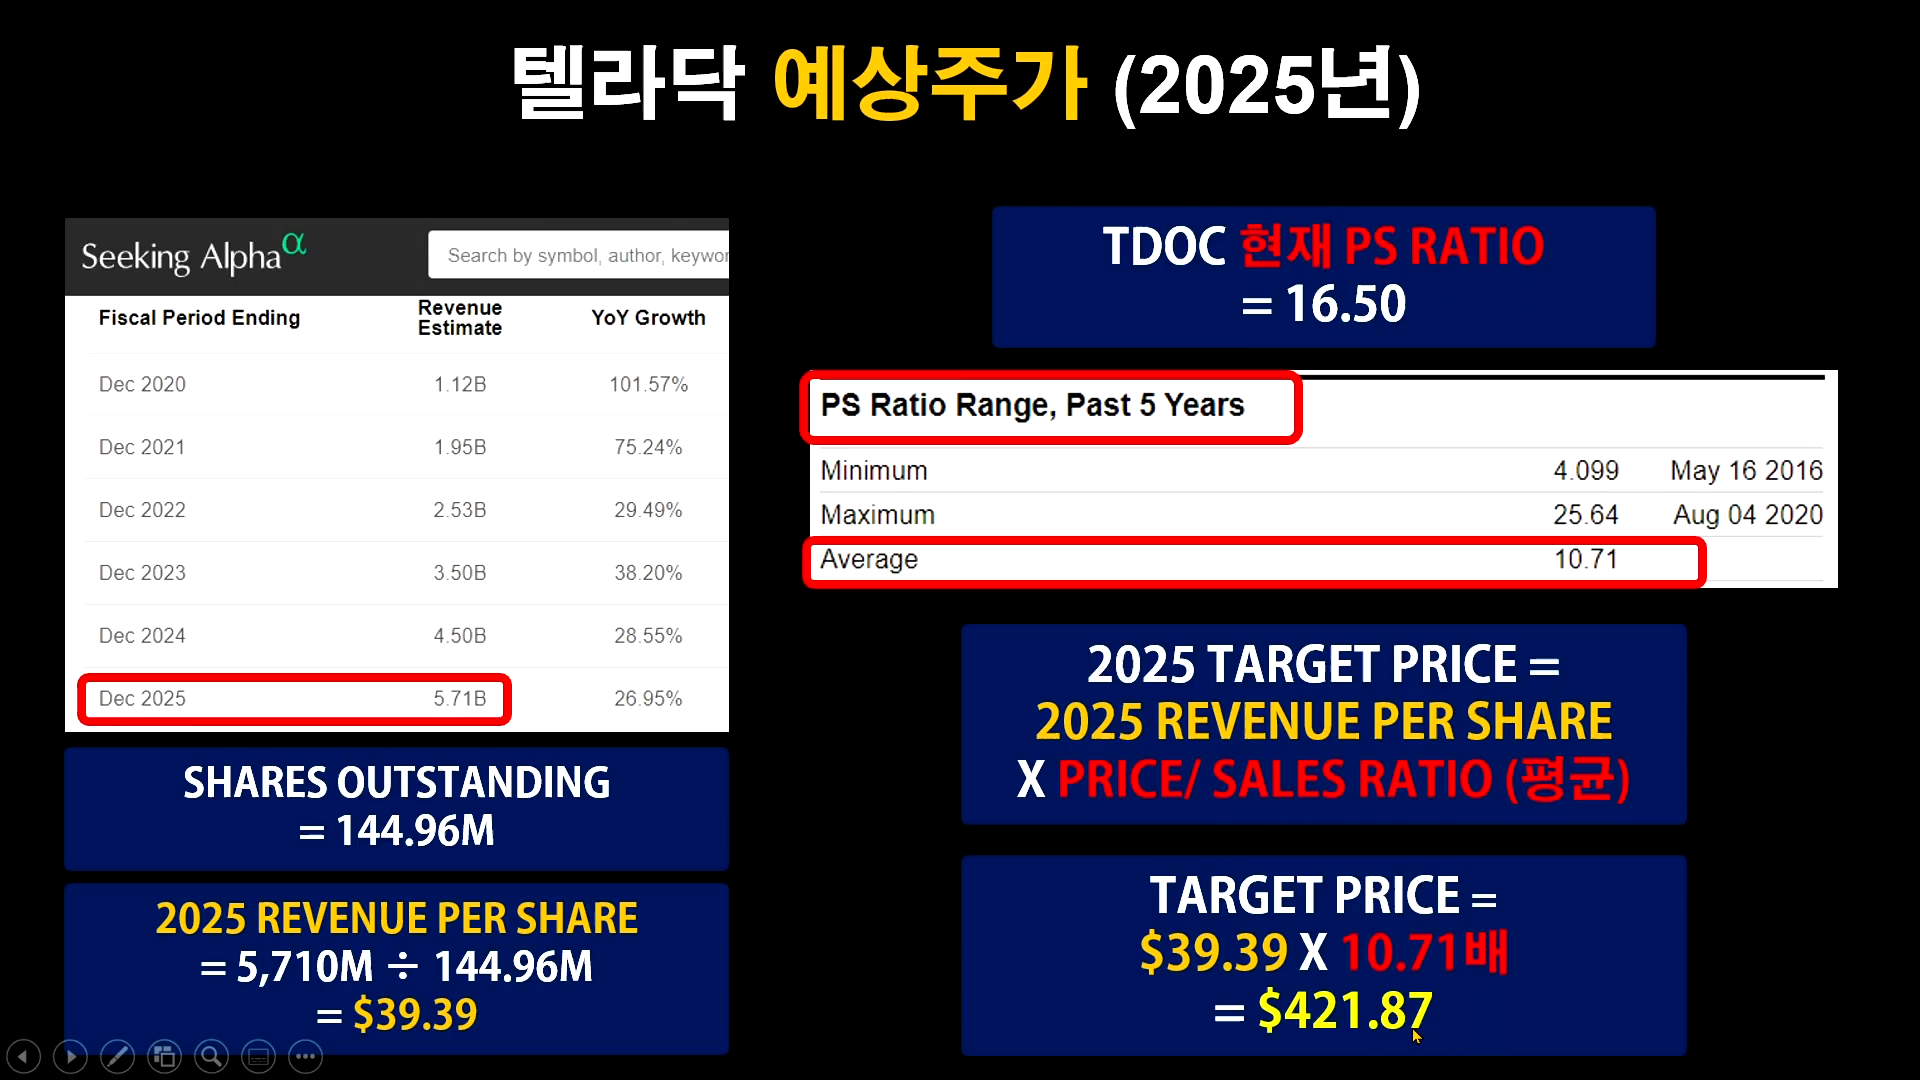 텔라닥 예상주가 (2025년)
Seeking Alpha α
Search by symbol, author, keywor
Fiscal Period Ending Revenue Estimate YoY Growth
Dec 2020 1.12B 101.57%
Dec 2021 1.95B 75.24%
Dec 2022 2.53B 29.49%
Dec 2023 3.50B 38.20%
Dec 2024 4.50B 28.55%
Dec 2025 5.71B 26.95%
SHARES OUTSTANDING
= 144.96M
2025 REVENUE PER SHARE
= 5,710M ÷ 144.96M
= $39.39
TDOC 현재 PS RATIO
= 16.50
PS Ratio Range, Past 5 Years
Minimum 4.099 May 16 2016
Maximum 25.64 Aug 04 2020
Average 10.71
2025 TARGET PRICE =
2025 REVENUE PER SHARE
X PRICE/ SALES RATIO (평균)
TARGET PRICE =
$39.39 X 10.71배
= $421.87